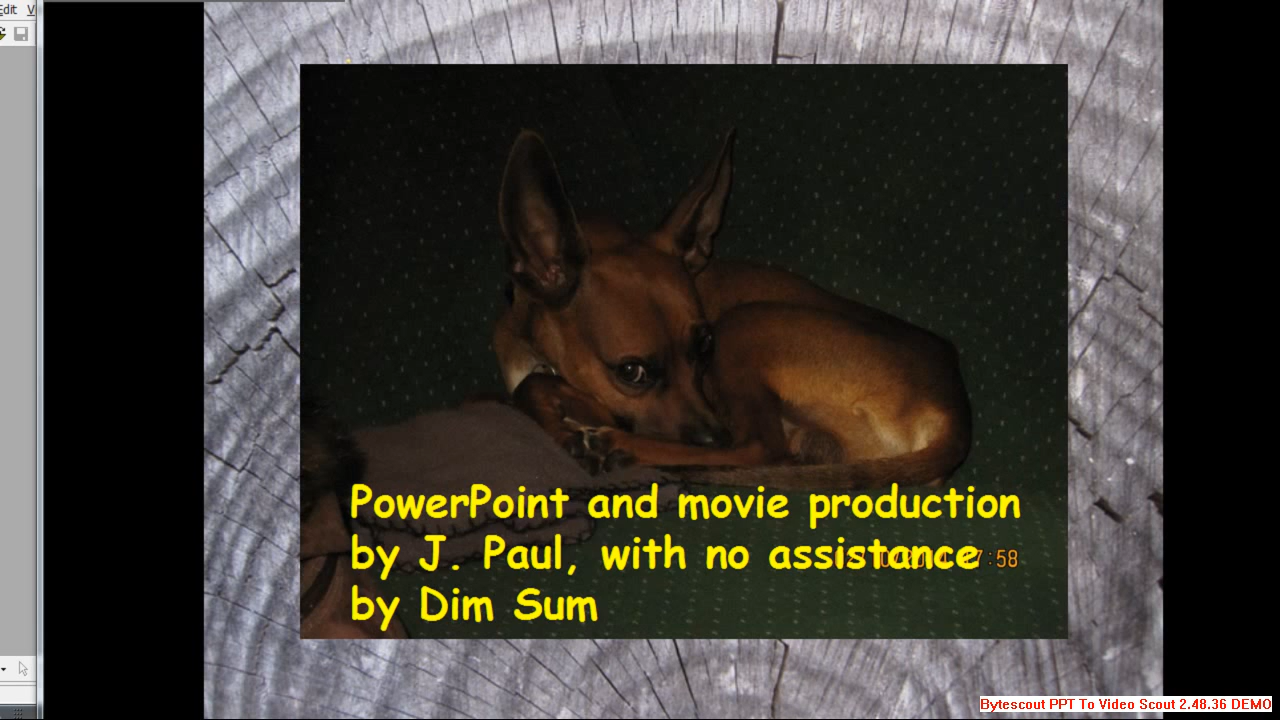 Edit
PowerPoint and movie production
by J. Paul, with no assistance
by Dim Sum
Bytescout PPT To Video Scout 2.48.36 DEMO